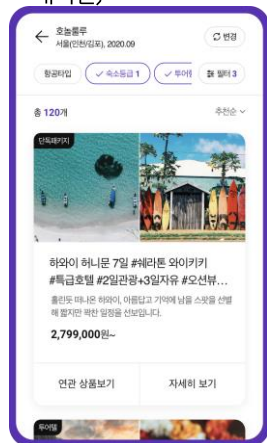 호놀룰루
서울(인천/김포), 2020.09
변경
항공타입
숙소등급 1
필터 3
총 120개
추천순
단독패키지
하와이 허니문 7일 #쉐라톤 와이키키
#특급호텔 #2일관광+3일자유 #오션뷰…
훌린듯 떠나온 하와이, 아름답고 기억에 남을 스팟을 선별
해 짧지만 벅찬 일정을 선보입니다.
2,799,000원~
연관 상품보기
자세히 보기
투어텔